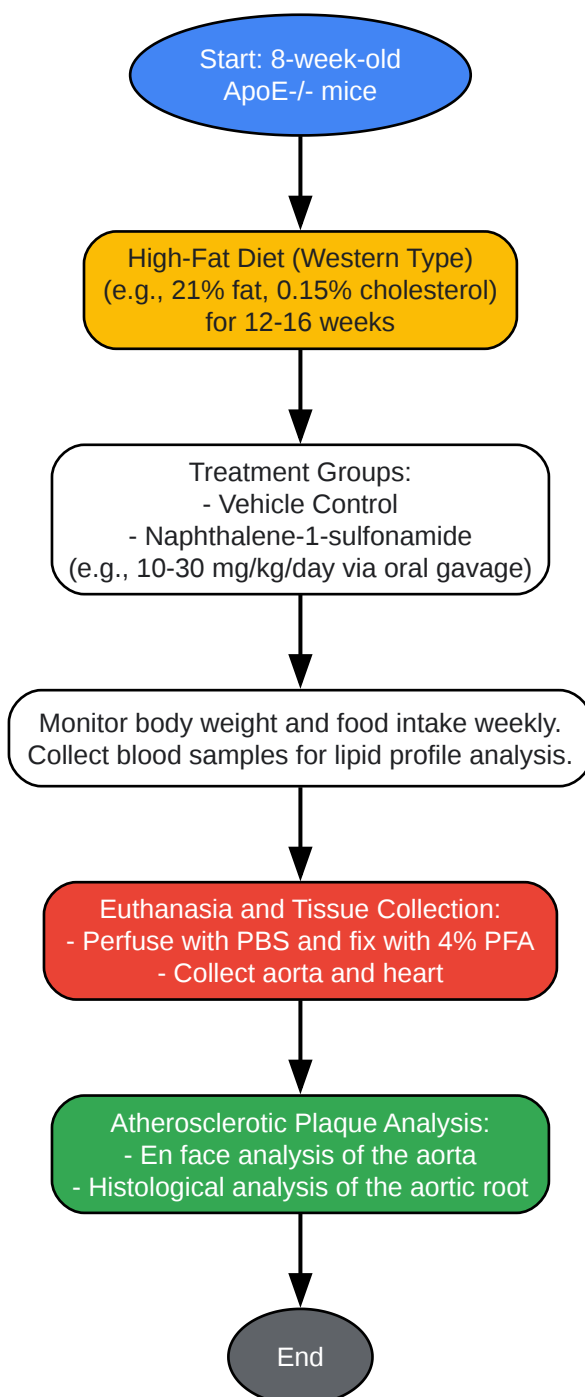 Start: 8-week-old
ApoE-/- mice
High-Fat Diet (Western Type)
(e.g., 21% fat, 0.15% cholesterol)
for 12-16 weeks
Treatment Groups:
- Vehicle Control
- Naphthalene-1-sulfonamide
(e.g., 10-30 mg/kg/day via oral gavage)
Monitor body weight and food intake weekly.
Collect blood samples for lipid profile analysis.
Euthanasia and Tissue Collection:
- Perfuse with PBS and fix with 4% PFA
- Collect aorta and heart
Atherosclerotic Plaque Analysis:
- En face analysis of the aorta
- Histological analysis of the aortic root
End